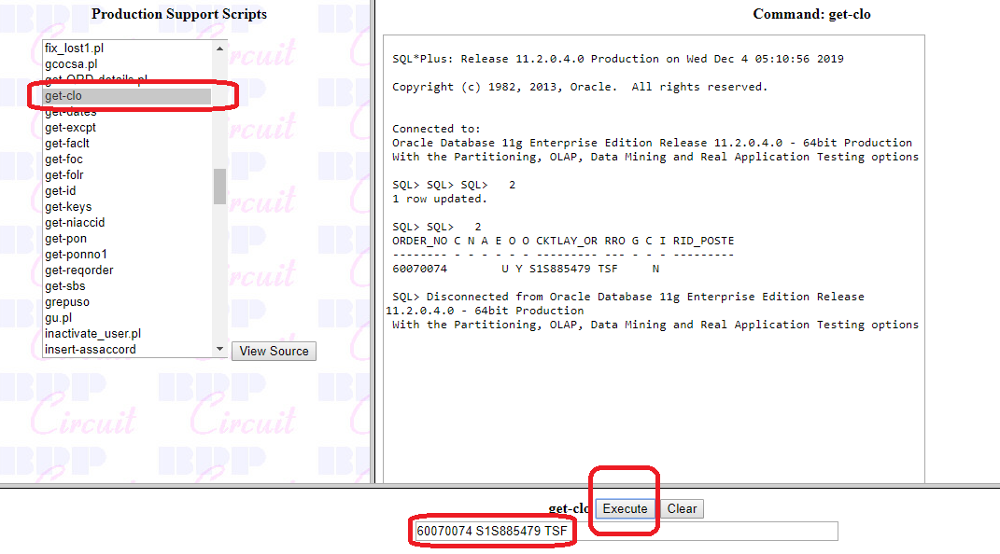 Production Support Scripts
fix_lost1.pl
gcocsa.pl
get-ORD-details.pl
get-clo
get-dates
get-excpt
get-faclt
get-foc
get-folr
get-id
get-keys
get-niaccid
get-pon
get-ponno1
get-reqorder
get-sbs
grepuso
gu.pl
inactivate_user.pl
insert-assaccord
View Source
IBPP
Circuit
Command: get-clo
SQL*Plus: Release 11.2.0.4.0 Production on Wed Dec 4 05:10:56 2019
Copyright (c) 1982, 2013, Oracle.  All rights reserved.
Connected to:
Oracle Database 11g Enterprise Edition Release 11.2.0.4.0 - 64bit Production
With the Partitioning, OLAP, Data Mining and Real Application Testing options
SQL> SQL> SQL>   2
1 row updated.
SQL> SQL>   2
ORDER_NO C N A E O O CKTLAY_OR RRO G C I RID_POSTE
-------- - - - - - - --------- --- - - - ---------
60070074        U Y S1S885479 TSF     N
SQL> Disconnected from Oracle Database 11g Enterprise Edition Release
11.2.0.4.0 - 64bit Production
With the Partitioning, OLAP, Data Mining and Real Application Testing options
get-clo Execute Clear
60070074 S1S885479 TSF